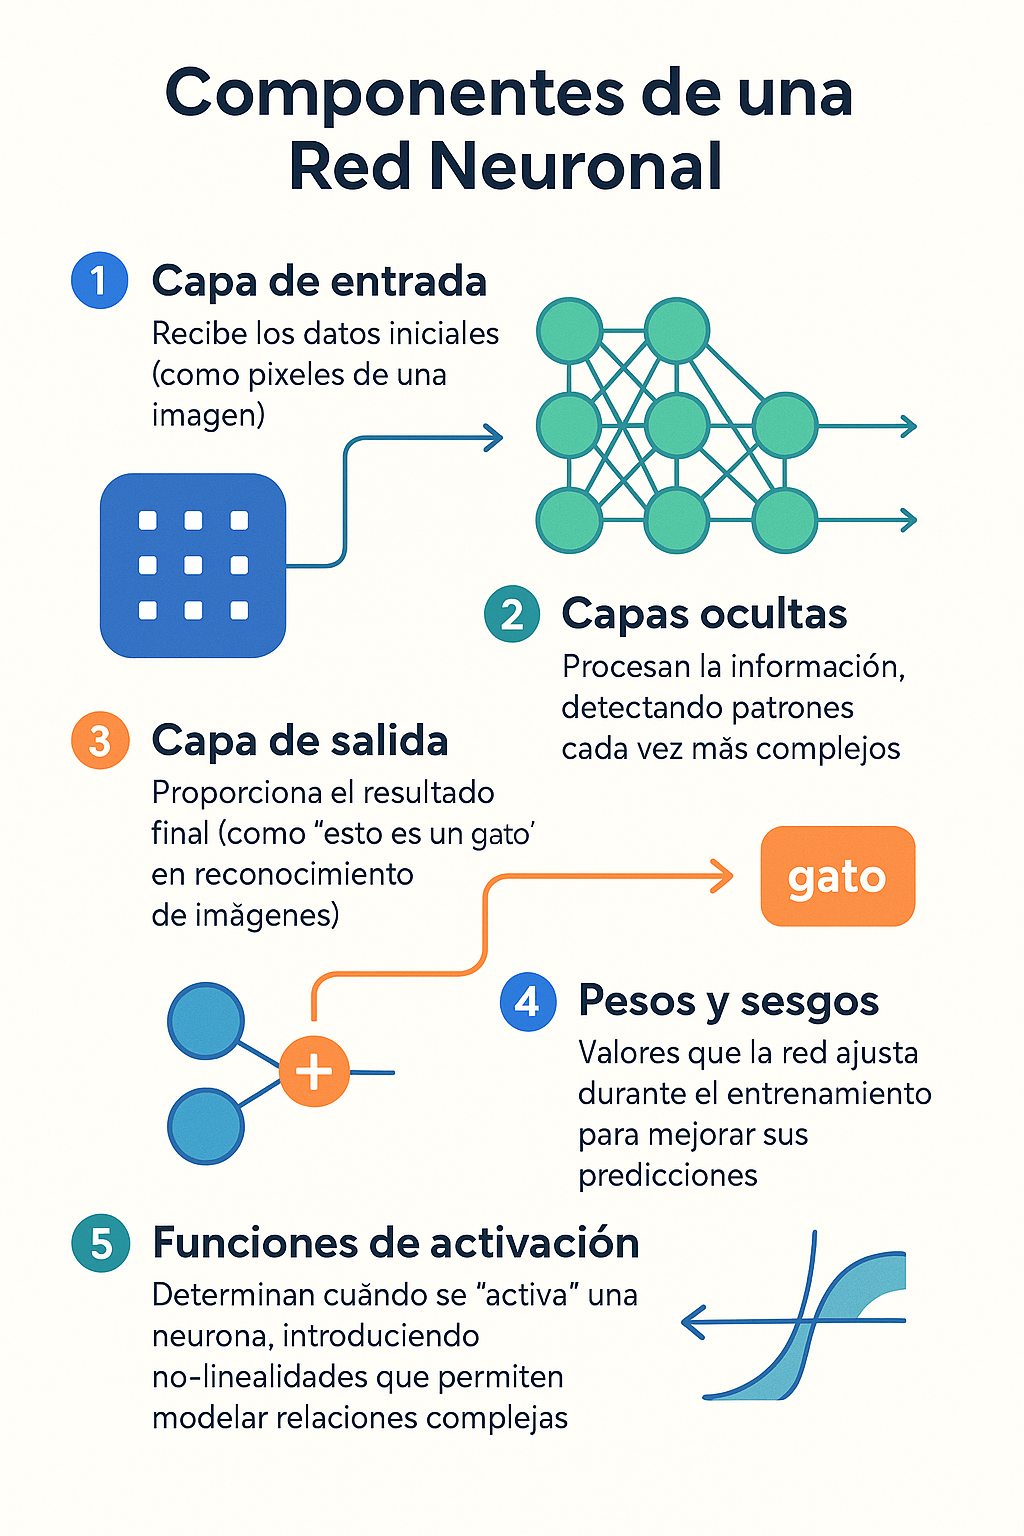 Componentes de una
Red Neuronal
1 Capa de entrada
Recibe los datos iniciales
(como pixeles de una
imagen)
2 Capas ocultas
Procesan la información,
detectando patrones
cada vez mǎs complejos
3 Capa de salida
Proporciona el resultado
final (como “esto es un gato’
en reconocimiento
de imǎgenes)
gato
4 Pesos y sesgos
Valores que la red ajusta
durante el entrenamiento
para mejorar sus
predicciones
5 Funciones de activación
Determinan cuǎndo se “activa” una
neurona, introduciendo
no-linealidades que permiten
modelar relaciones complejas